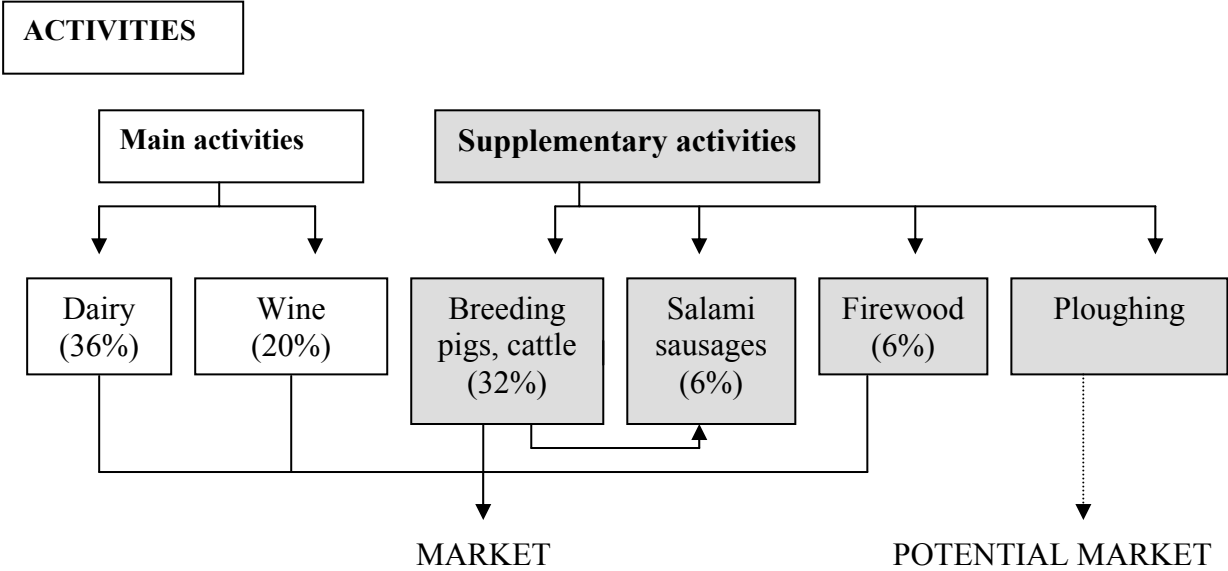 ACTIVITIES
Main activities
Supplementary activities
Dairy
(36%)
Wine
(20%)
Breeding
pigs, cattle
(32%)
Salami
sausages
(6%)
Firewood
(6%)
Ploughing
MARKET
POTENTIAL MARKET